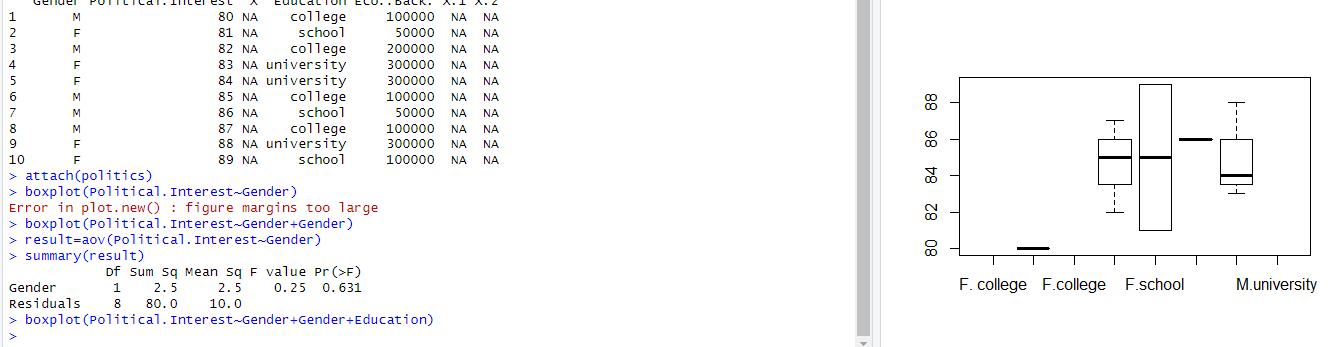 Gender Political.Interest X Education Eco..Back. X.1 X.2
1 M 80 NA college 100000 NA NA
2 F 81 NA school 50000 NA NA
3 M 82 NA college 200000 NA NA
4 F 83 NA university 300000 NA NA
5 F 84 NA university 300000 NA NA
6 M 85 NA college 100000 NA NA
7 M 86 NA school 50000 NA NA
8 M 87 NA college 100000 NA NA
9 F 88 NA university 300000 NA NA
10 F 89 NA school 100000 NA NA
> attach(politics)
> boxplot(Political.Interest~Gender)
Error in plot.new() : figure margins too large
> boxplot(Political.Interest~Gender+Gender)
> result=aov(Political.Interest~Gender)
> summary(result)
Df Sum Sq Mean Sq F value Pr(>F)
Gender 1 2.5 2.5 0.25 0.631
Residuals 8 80.0 10.0
> boxplot(Political.Interest~Gender+Gender+Education)
>
88
86
84
82
80
F. college F.college F.school M.university